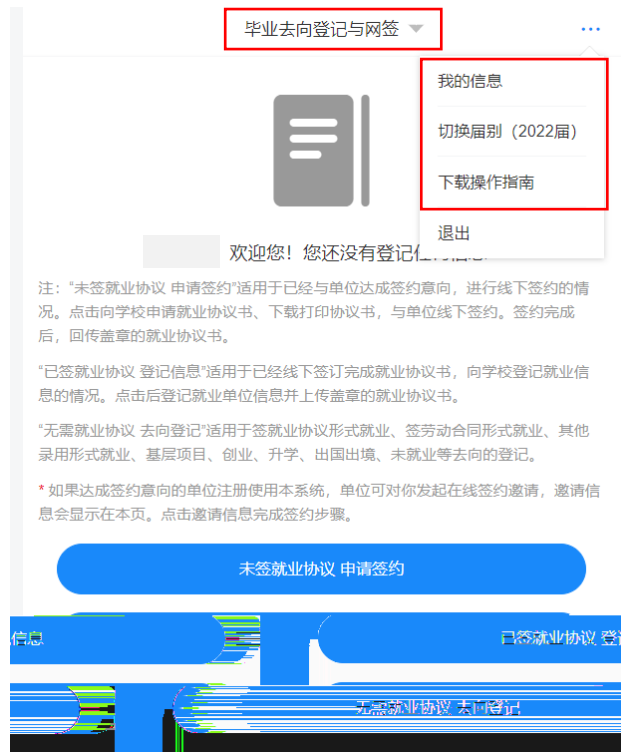 毕业去向登记与网签
我的信息
切换届别（2022届）
下载操作指南
退出
欢迎您！您还没有登记
注："未签就业协议 申请签约"适用于已经与单位达成签约意向，进行线下签约的情
况。点击向学校申请就业协议书、下载打印协议书，与单位线下签约。签约完成
后，回传盖章的就业协议书。
"已签就业协议 登记信息"适用于已经线下签订完成就业协议书，向学校登记就业信
息的情况。点击后登记就业单位信息并上传盖章的就业协议书。
"无需就业协议 去向登记"适用于签就业协议形式就业、签劳动合同形式就业、其他
录用形式就业、基层项目、创业、升学、出国出境、未就业等去向的登记。
* 如果达成签约意向的单位注册使用本系统，单位可对你发起在线签约邀请，邀请信
息会显示在本页。点击邀请信息完成签约步骤。
未签就业协议 申请签约
信息
已签就业协议 登
无需就业协议 去向登记